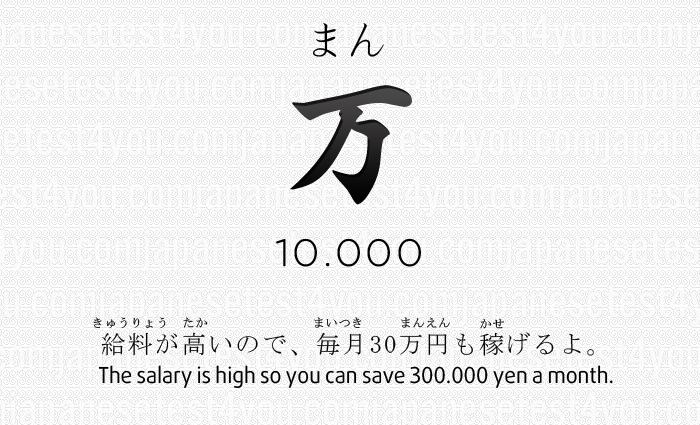 まん
万
10.000
きゅうりょう たか まいつき まんえん かせ
給料が高いので、毎月30万円も稼げるよ。
The salary is high so you can save 300.000 yen a month.